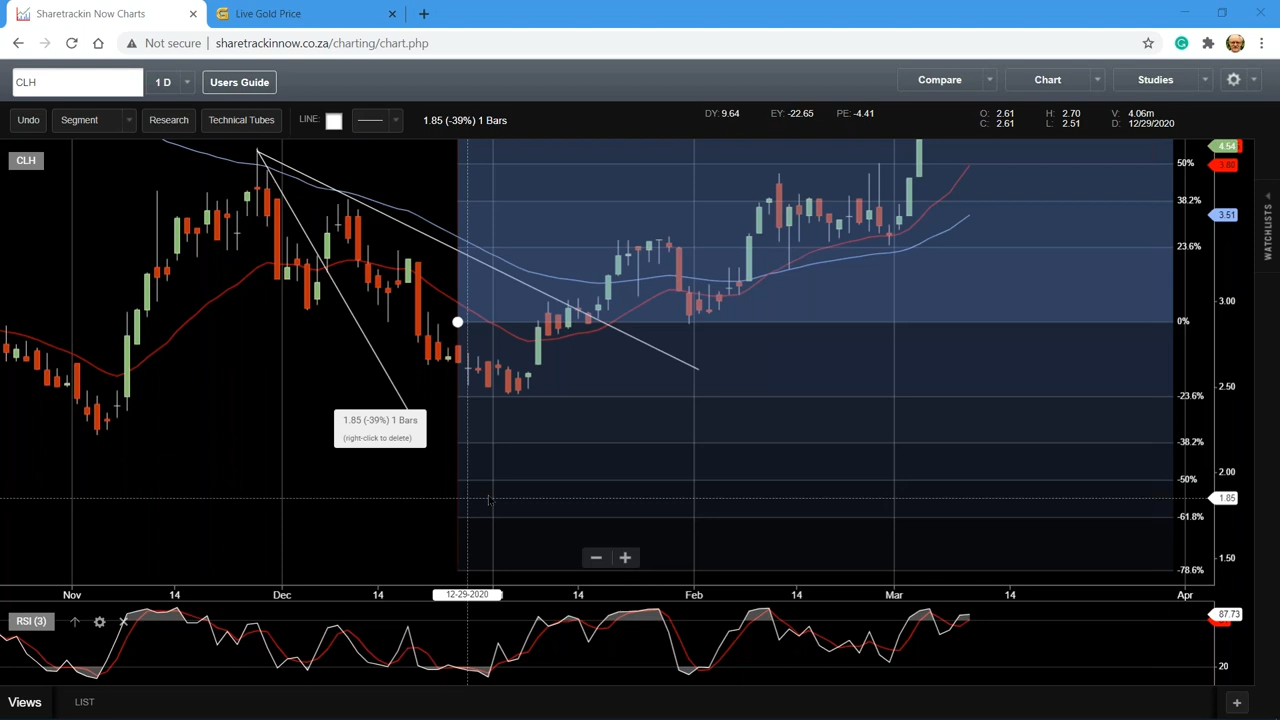 Sharetrackin Now Charts
Live Gold Price
Not secure
sharetrackinnow.co.za/charting/chart.php
CLH
1 D
Users Guide
Compare
Chart
Studies
Undo
Segment
Research
Technical Tubes
LINE:
1.85 (-39%) 1 Bars
DY: 9.64
EY: -22.65
PE: -4.41
O: 2.61
H: 2.70
V: 4.06m
C: 2.61
L: 2.51
D: 12/29/2020
CLH
4.54
50%
3.80
38.2%
3.51
23.6%
WATCHLISTS
3.00
0%
2.50
-23.6%
1.85 (-39%) 1 Bars
(right-click to delete)
-38.2%
2.00
-50%
1.85
-61.8%
1.50
-78.6%
Nov
14
Dec
14
12-29-2020
14
Feb
14
Mar
14
Apr
RSI (3)
87.73
20
Views
LIST